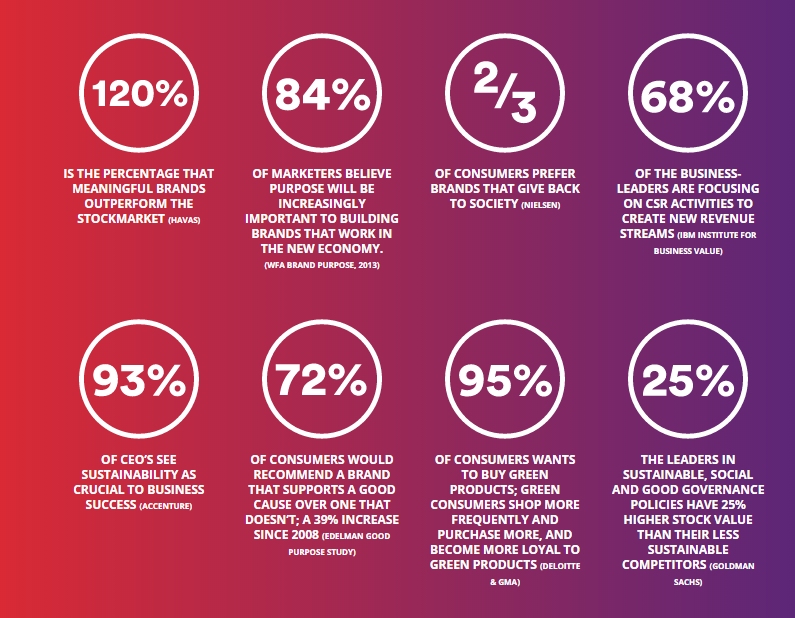 120%
IS THE PERCENTAGE THAT
MEANINGFUL BRANDS
OUTPERFORM THE
STOCKMARKET (HAVAS)
84%
OF MARKETERS BELIEVE
PURPOSE WILL BE
INCREASINGLY
IMPORTANT TO BUILDING
BRANDS THAT WORK IN
THE NEW ECONOMY.
(WFA BRAND PURPOSE, 2013)
2/3
OF CONSUMERS PREFER
BRANDS THAT GIVE BACK
TO SOCIETY (NIELSEN)
68%
OF THE BUSINESS-
LEADERS ARE FOCUSING
ON CSR ACTIVITIES TO
CREATE NEW REVENUE
STREAMS (IBM INSTITUTE FOR
BUSINESS VALUE)
93%
OF CEO'S SEE
SUSTAINABILITY AS
CRUCIAL TO BUSINESS
SUCCESS (ACCENTURE)
72%
OF CONSUMERS WOULD
RECOMMEND A BRAND
THAT SUPPORTS A GOOD
CAUSE OVER ONE THAT
DOESN'T; A 39% INCREASE
SINCE 2008 (EDELMAN GOOD
PURPOSE STUDY)
95%
OF CONSUMERS WANTS
TO BUY GREEN
PRODUCTS; GREEN
CONSUMERS SHOP MORE
FREQUENTLY AND
PURCHASE MORE, AND
BECOME MORE LOYAL TO
GREEN PRODUCTS (DELOITTE
& GMA)
25%
THE LEADERS IN
SUSTAINABLE, SOCIAL
AND GOOD GOVERNANCE
POLICIES HAVE 25%
HIGHER STOCK VALUE
THAN THEIR LESS
SUSTAINABLE
COMPETITORS (GOLDMAN
SACHS)